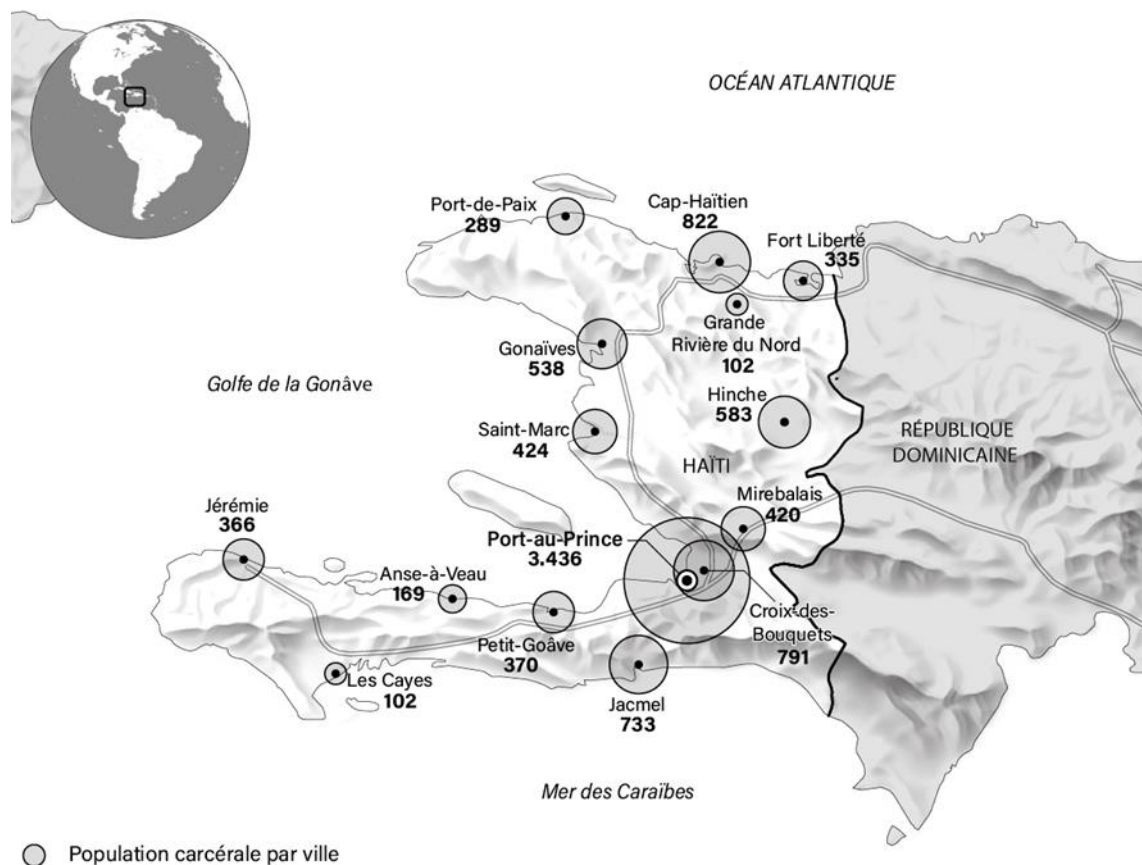 OCÉAN ATLANTIQUE
Port-de-Paix
289
Cap-Haïtien
822
Fort Liberté
335
Grande
Rivière du Nord
102
Gonaïves
538
Golfe de la Gonâve
Hinche
583
Saint-Marc
424
RÉPUBLIQUE
DOMINICAINE
HAÏTI
Mirebalais
420
Jérémie
366
Port-au-Prince
3.436
Anse-à-Veau
169
Croix-des-
Bouquets
791
Petit-Goâve
370
Les Cayes
102
Jacmel
733
Mer des Caraïbes
Population carcérale par ville